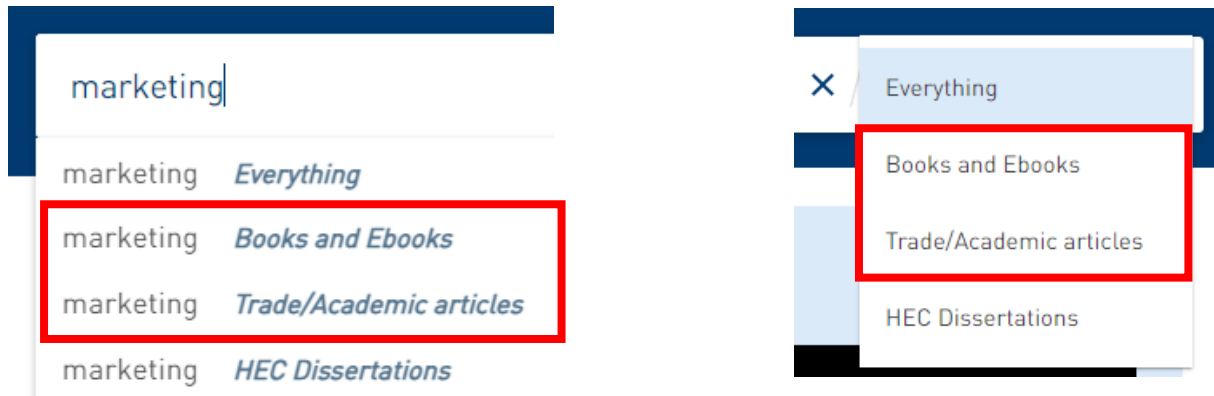 marketing
marketing Everything
marketing Books and Ebooks
marketing Trade/Academic articles
marketing HEC Dissertations
Everything
Books and Ebooks
Trade/Academic articles
HEC Dissertations